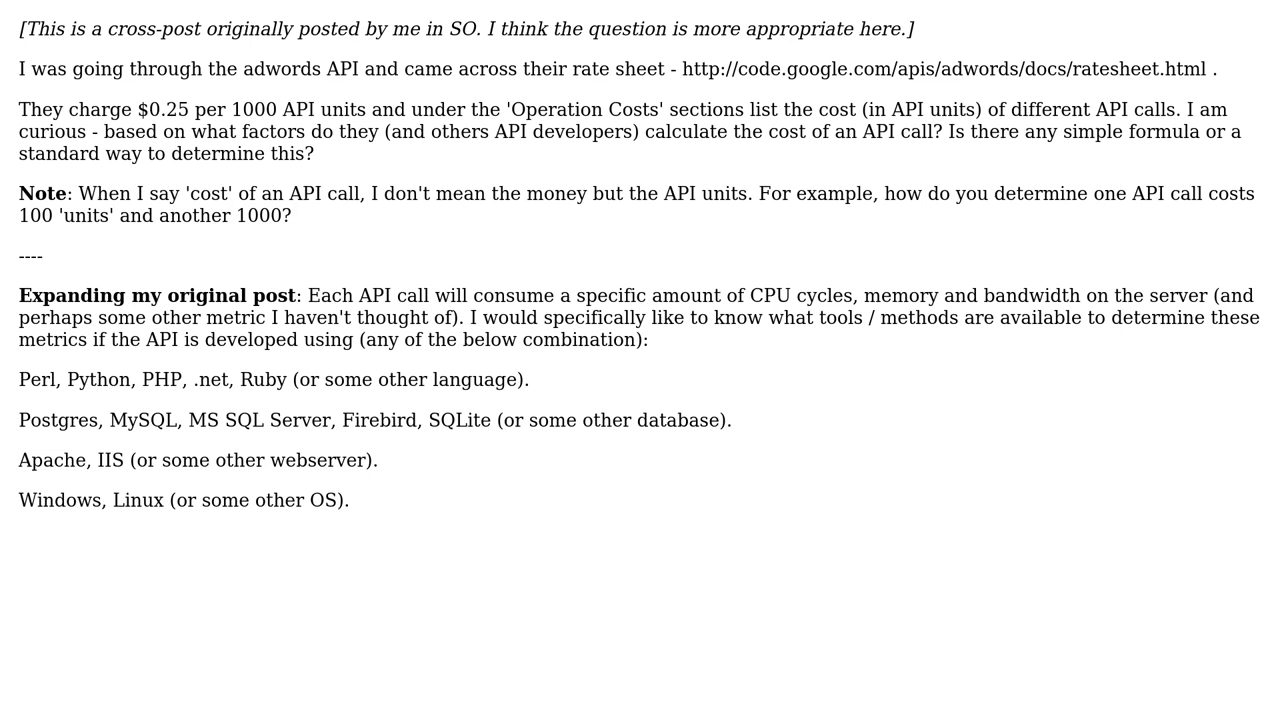 [This is a cross-post originally posted by me in SO. I think the question is more appropriate here.]
I was going through the adwords API and came across their rate sheet - http://code.google.com/apis/adwords/docs/ratesheet.html .
They charge $0.25 per 1000 API units and under the 'Operation Costs' sections list the cost (in API units) of different API calls. I am
curious - based on what factors do they (and others API developers) calculate the cost of an API call? Is there any simple formula or a
standard way to determine this?
Note: When I say 'cost' of an API call, I don't mean the money but the API units. For example, how do you determine one API call costs
100 'units' and another 1000?
----
Expanding my original post: Each API call will consume a specific amount of CPU cycles, memory and bandwidth on the server (and
perhaps some other metric I haven't thought of). I would specifically like to know what tools / methods are available to determine these
metrics if the API is developed using (any of the below combination):
Perl, Python, PHP, .net, Ruby (or some other language).
Postgres, MySQL, MS SQL Server, Firebird, SQLite (or some other database).
Apache, IIS (or some other webserver).
Windows, Linux (or some other OS).